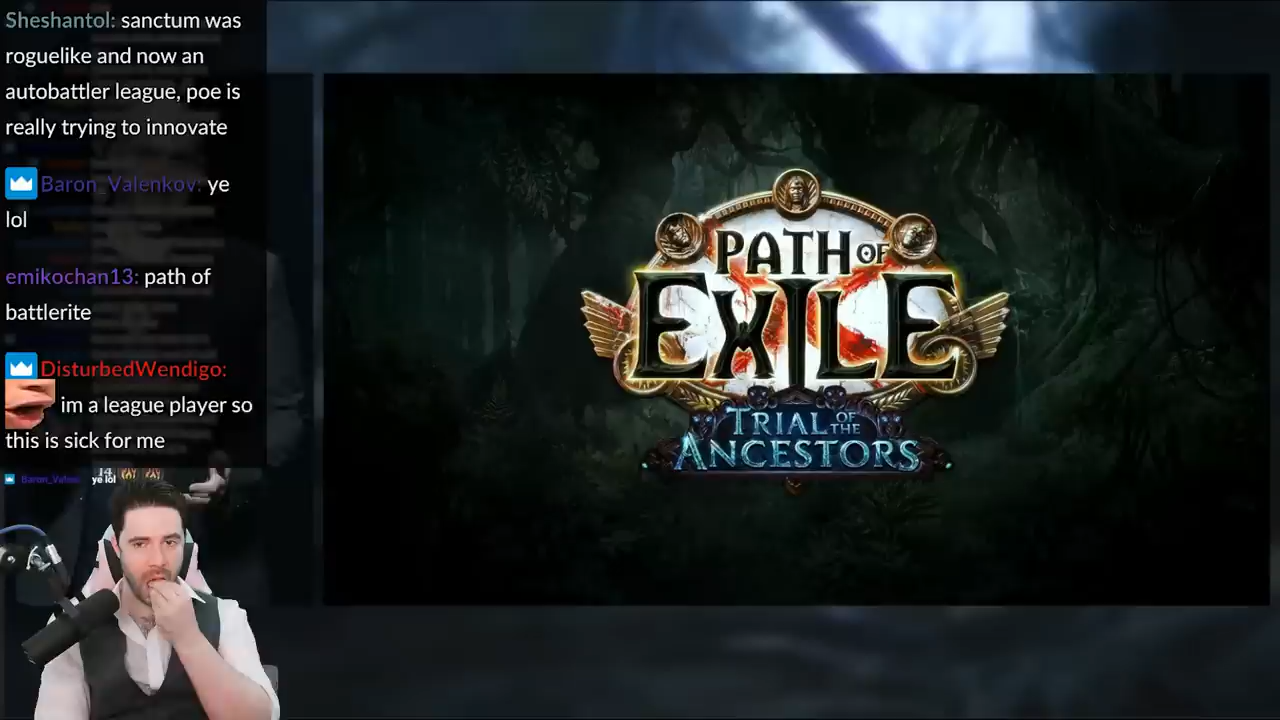 Sheshantol: sanctum was
roguelike and now an
autobattler league, poe is
really trying to innovate
Baron_Valenkov: ye
lol
emikochan13: path of
battlerite
DisturbedWendigo:
im a league player so
this is sick for me
ye lol
PATH OF
EXILE
TRIAL OF THE
ANCESTORS